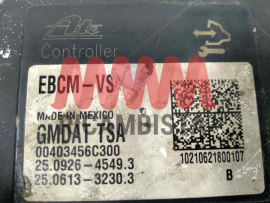 Ate
Controller
EBCM-VS
MADE IN MEXICO
GMDAT-TSA
00403456C300
25.0926-4549.3
25.0613-3230.3
10210621800107
B